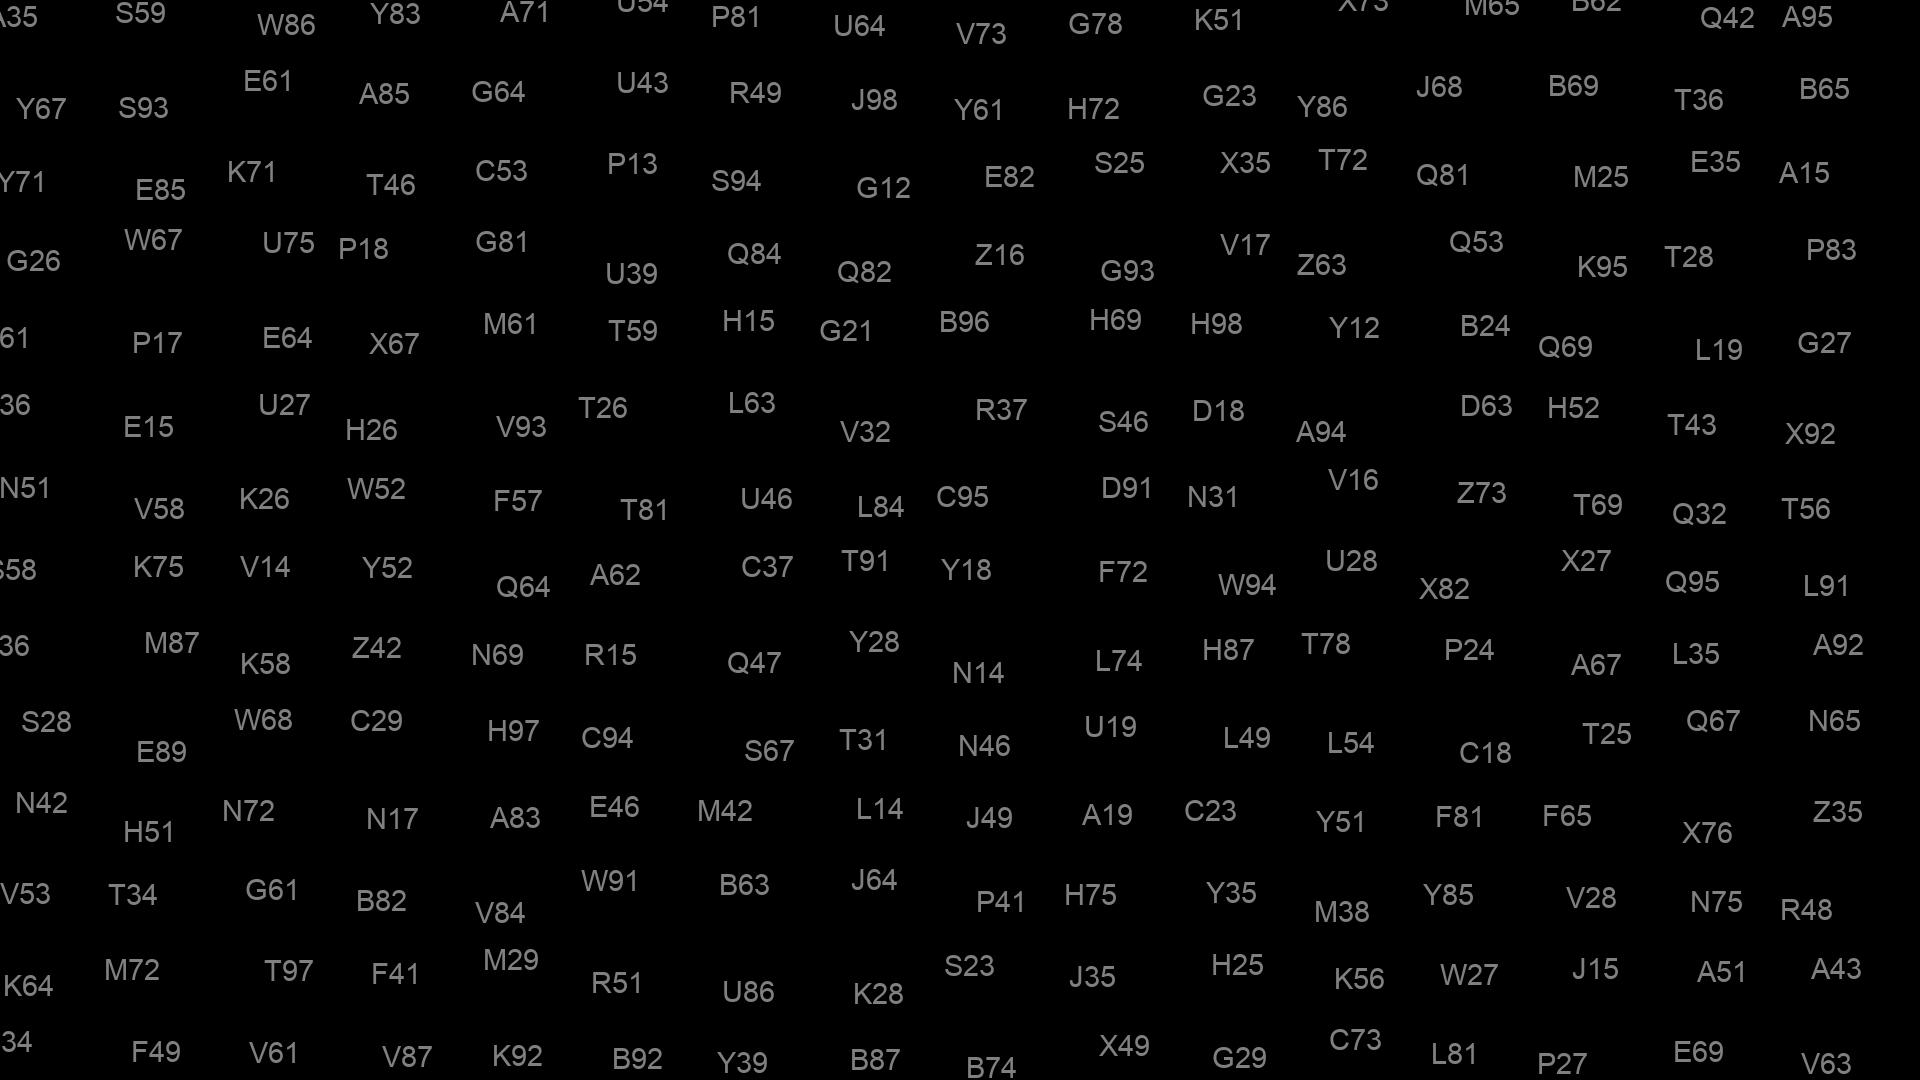 A35 S59 W86 Y83 A71 U54 P81 U64 V73 G78 K51 X73 M65 B62 Q42 A95
Y67 S93 E61 A85 G64 U43 R49 J98 Y61 H72 G23 Y86 J68 B69 T36 B65
Y71 E85 K71 T46 C53 P13 S94 G12 E82 S25 X35 T72 Q81 M25 E35 A15
G26 W67 U75 P18 G81 U39 Q84 Q82 Z16 G93 V17 Z63 Q53 K95 T28 P83
61 P17 E64 X67 M61 T59 H15 G21 B96 H69 H98 Y12 B24 Q69 L19 G27
36 E15 U27 H26 V93 T26 L63 V32 R37 S46 D18 A94 D63 H52 T43 X92
N51 V58 K26 W52 F57 T81 U46 L84 C95 D91 N31 V16 Z73 T69 Q32 T56
S58 K75 V14 Y52 Q64 A62 C37 T91 Y18 F72 W94 U28 X82 X27 Q95 L91
36 M87 K58 Z42 N69 R15 Q47 Y28 N14 L74 H87 T78 P24 A67 L35 A92
S28 E89 W68 C29 H97 C94 S67 T31 N46 U19 L49 L54 C18 T25 Q67 N65
N42 H51 N72 N17 A83 E46 M42 L14 J49 A19 C23 Y51 F81 F65 X76 Z35
V53 T34 G61 B82 V84 W91 B63 J64 P41 H75 Y35 M38 Y85 V28 N75 R48
K64 M72 T97 F41 M29 R51 U86 K28 S23 J35 H25 K56 W27 J15 A51 A43
34 F49 V61 V87 K92 B92 Y39 B87 B74 X49 G29 C73 L81 P27 E69 V63